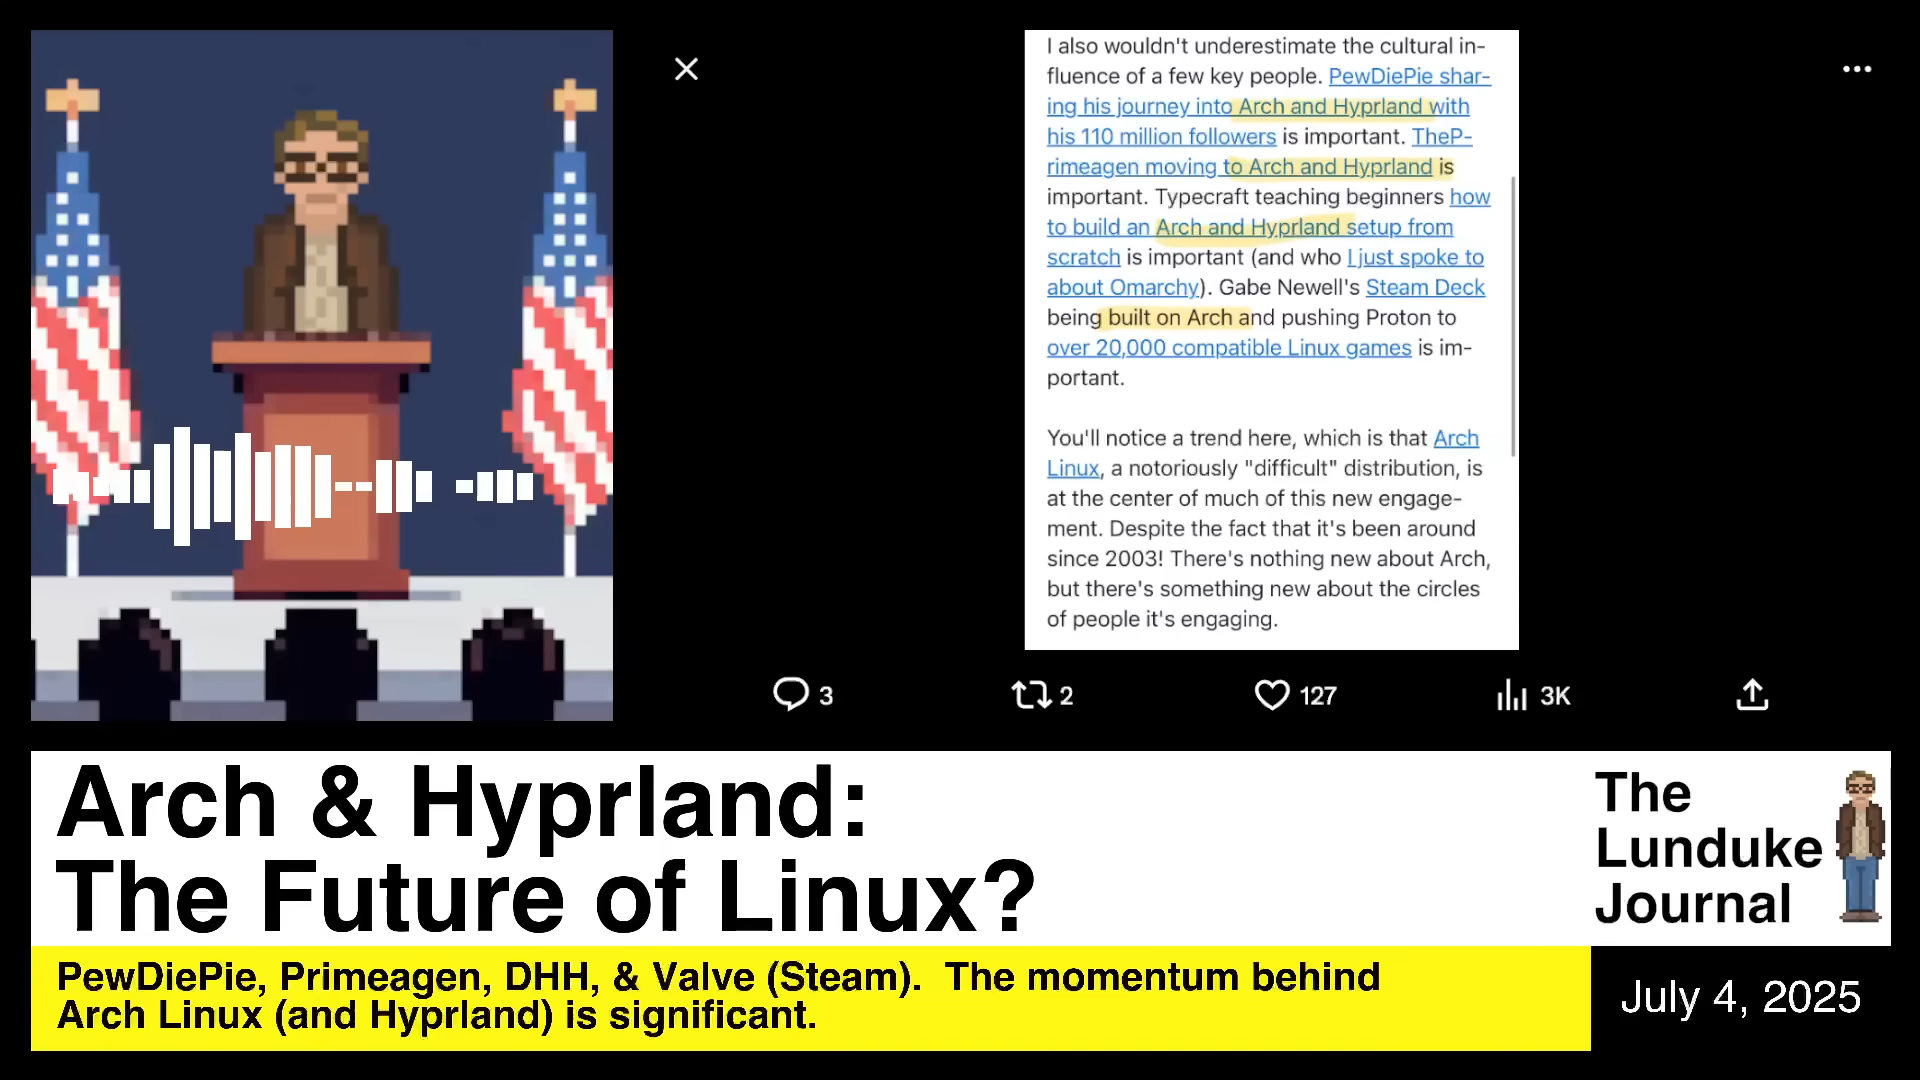 I also wouldn't underestimate the cultural in-
fluence of a few key people. PewDiePie shar-
ing his journey into Arch and Hyprland with
his 110 million followers is important. TheP-
rimeagen moving to Arch and Hyprland is
important. Typecraft teaching beginners how
to build an Arch and Hyprland setup from
scratch is important (and who I just spoke to
about Omarchy). Gabe Newell's Steam Deck
being built on Arch and pushing Proton to
over 20,000 compatible Linux games is im-
portant.
You'll notice a trend here, which is that Arch
Linux, a notoriously "difficult" distribution, is
at the center of much of this new engage-
ment. Despite the fact that it's been around
since 2003! There's nothing new about Arch,
but there's something new about the circles
of people it's engaging.
3
2
127
3K
Arch & Hyprland:
The Future of Linux?
The
Lunduke
Journal
PewDiePie, Primeagen, DHH, & Valve (Steam).  The momentum behind
Arch Linux (and Hyprland) is significant.
July 4, 2025